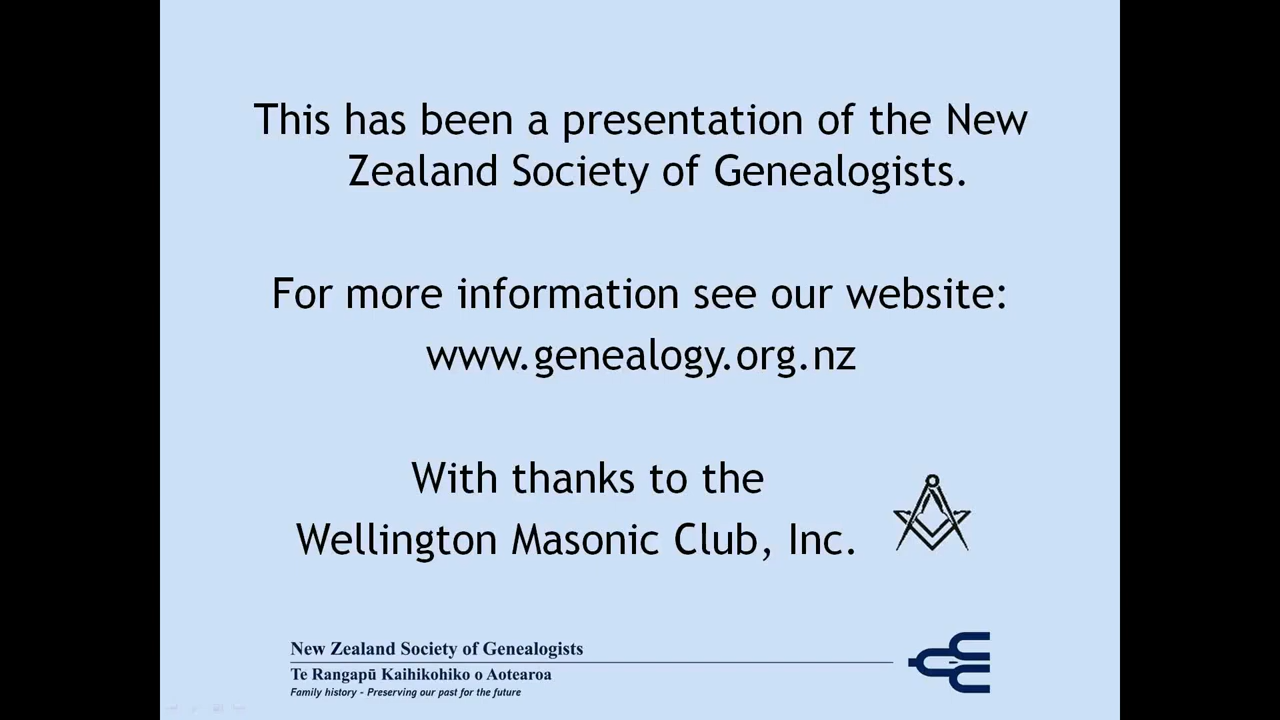 This has been a presentation of the New
Zealand Society of Genealogists.
For more information see our website:
www.genealogy.org.nz
With thanks to the
Wellington Masonic Club, Inc.
New Zealand Society of Genealogists
Te Rangapū Kaihikohiko o Aotearoa
Family history - Preserving our past for the future